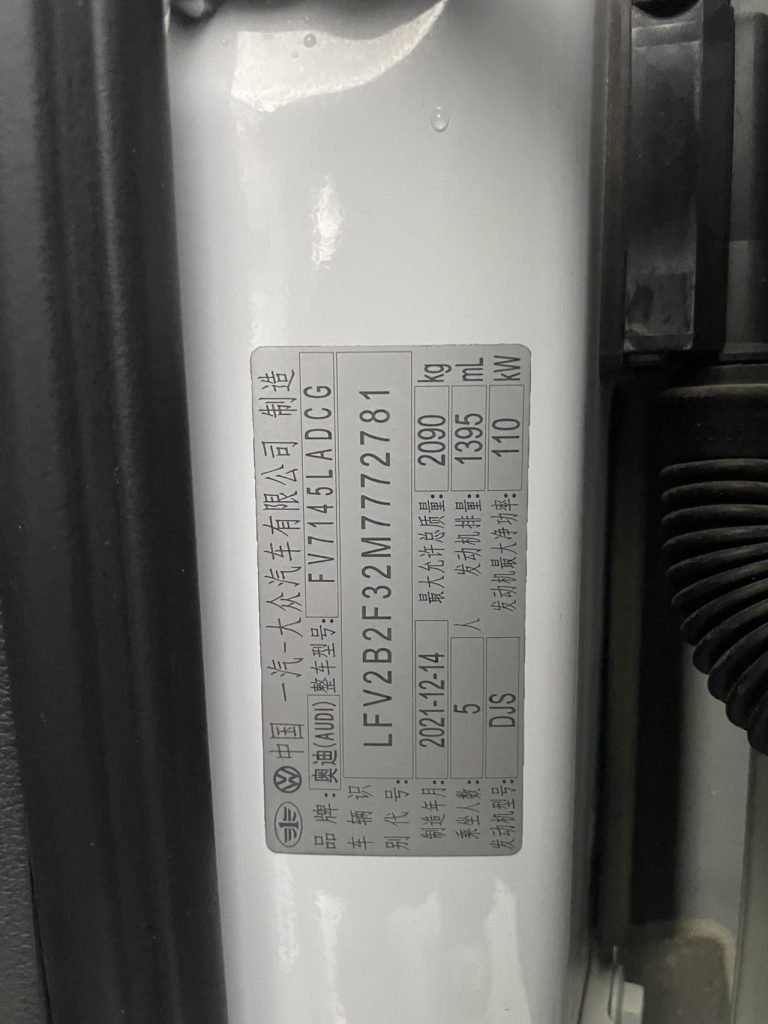 中国 一汽-大众汽车有限公司 制造
品牌:奥迪(AUDI) 整车型号:FV7145LADCG
车辆识别代号:LFV2B2F32M7772781
制造年月:2021-12-14 最大允许总质量:2090 kg
乘坐人数:5 人 发动机排量:1395 mL
发动机型号:DJS 发动机最大净功率:110 kW